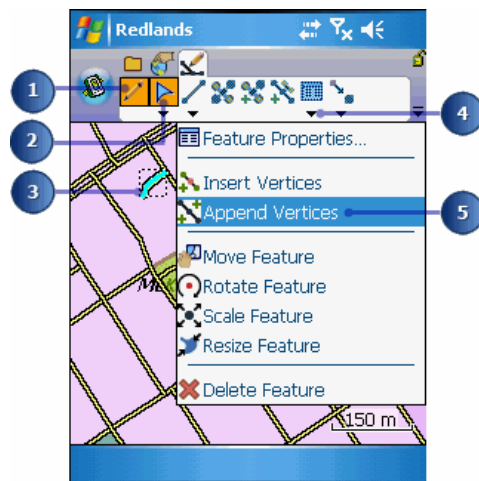 Redlands
1
2
4
Feature Properties...
3
Insert Vertices
Append Vertices
5
Move Feature
Rotate Feature
Scale Feature
Resize Feature
Delete Feature
150 m